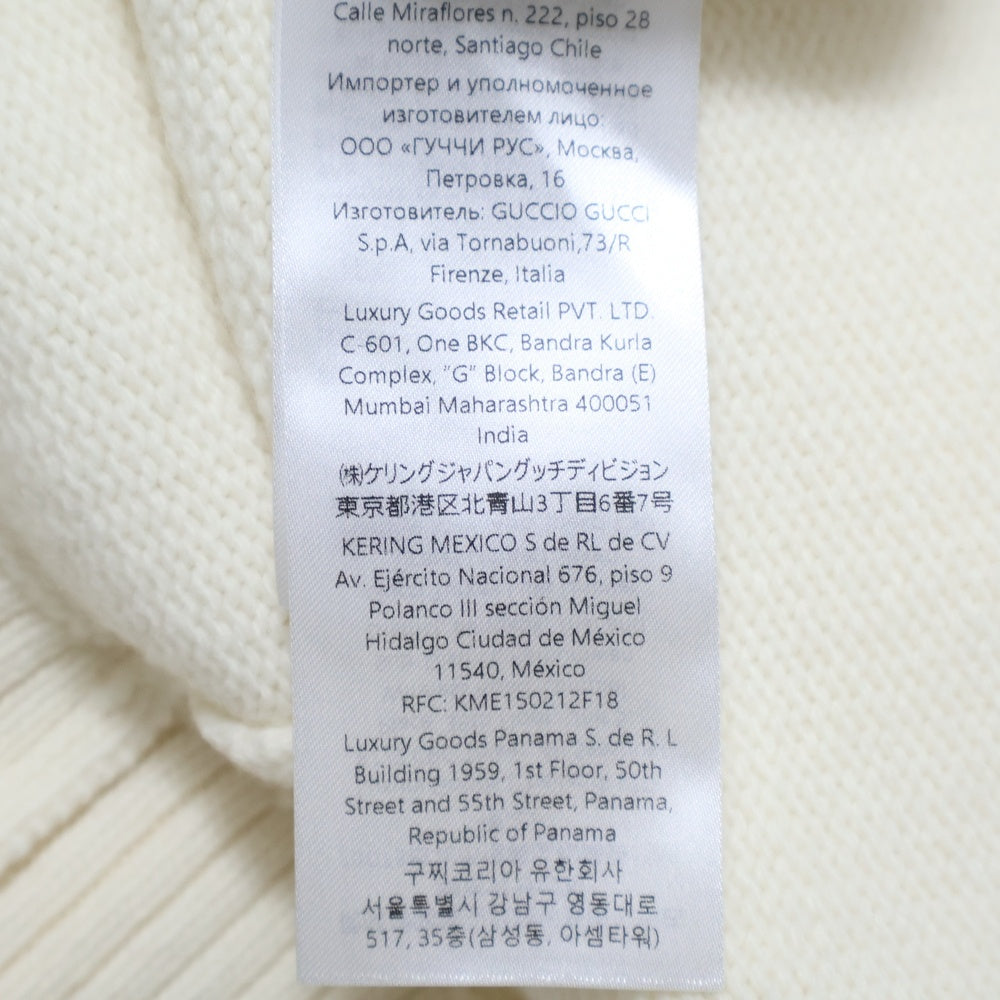 Calle Miraflores n. 222, piso 28
norte, Santiago Chile
Импортер и уполномоченное
изготовителем лицо:
ООО «ГУЧЧИ РУС», Москва,
Петровка, 16
Изготовитель: GUCCIO GUCCI
S.p.A, via Tornabuoni,73/R
Firenze, Italia
Luxury Goods Retail PVT. LTD.
C-601, One BKC, Bandra Kurla
Complex, "G" Block, Bandra (E)
Mumbai Maharashtra 400051
India
㈱ケリングジャパングッチディビジョン
東京都港区北青山3丁目6番7号
KERING MEXICO S de RL de CV
Av. Ejército Nacional 676, piso 9
Polanco III sección Miguel
Hidalgo Ciudad de México
11540, México
RFC: KME150212F18
Luxury Goods Panama S. de R. L
Building 1959, 1st Floor, 50th
Street and 55th Street, Panama,
Republic of Panama
구찌코리아 유한회사
서울특별시 강남구 영동대로
517, 35층(삼성동, 아셈타워)